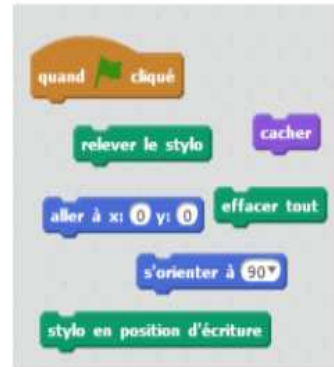 quand cliqué
relever le stylo
cacher
aller à x: 0 y: 0
effacer tout
s'orienter à 90
stylo en position d'écriture